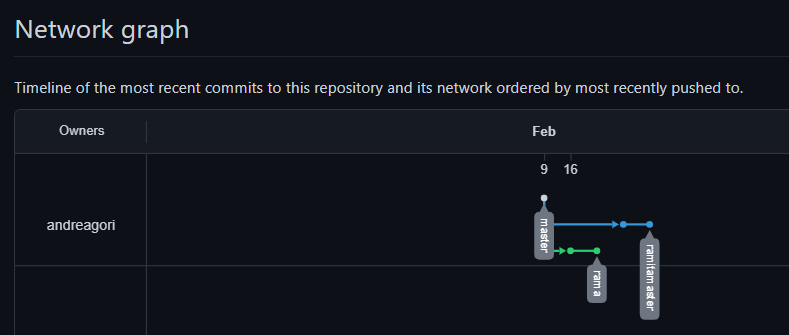 Network graph
Timeline of the most recent commits to this repository and its network ordered by most recently pushed to.
Owners
Feb
9 16
andreagori
master
rama
ramitamaster